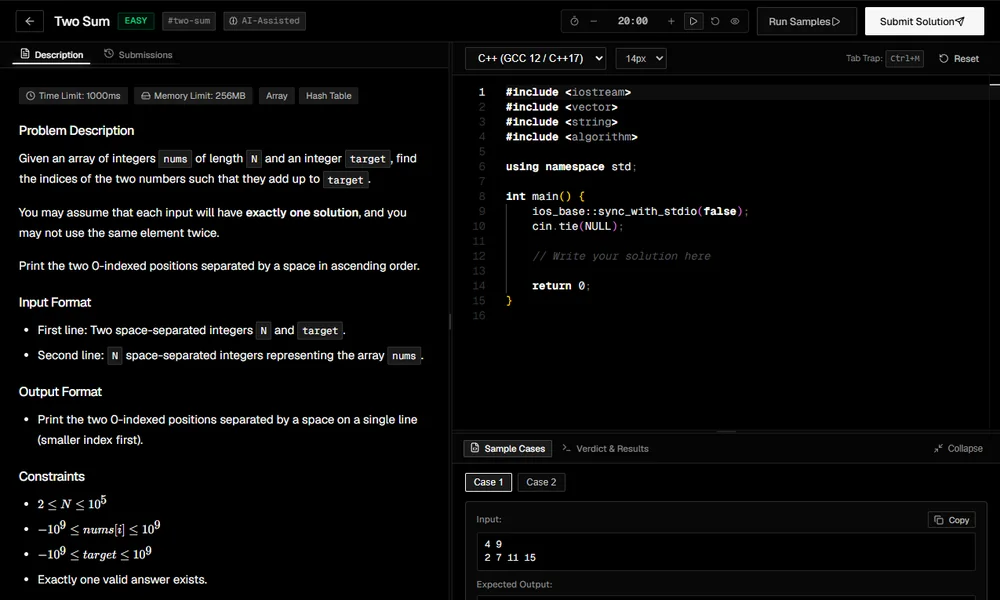 Two Sum EASY #two-sum AI-Assisted
20:00
Run Samples
Submit Solution
Description Submissions
Time Limit: 1000ms Memory Limit: 256MB Array Hash Table
Problem Description
Given an array of integers nums of length N and an integer target, find
the indices of the two numbers such that they add up to target.
You may assume that each input will have exactly one solution, and you
may not use the same element twice.
Print the two 0-indexed positions separated by a space in ascending order.
Input Format
• First line: Two space-separated integers N and target.
• Second line: N space-separated integers representing the array nums.
Output Format
• Print the two 0-indexed positions separated by a space on a single line
(smaller index first).
Constraints
• 2 ≤ N ≤ 10^5
• −10^9 ≤ nums[i] ≤ 10^9
• −10^9 ≤ target ≤ 10^9
• Exactly one valid answer exists.
C++ (GCC 12 / C++17) 14px Tab Trap: Ctrl+M Reset
1 #include <iostream>
2 #include <vector>
3 #include <string>
4 #include <algorithm>
5
6 using namespace std;
7
8 int main() {
9 ios_base::sync_with_stdio(false);
10 cin.tie(NULL);
11
12 // Write your solution here
13
14 return 0;
15 }
16
Sample Cases Verdict & Results Collapse
Case 1 Case 2
Input: Copy
4 9
2 7 11 15
Expected Output: